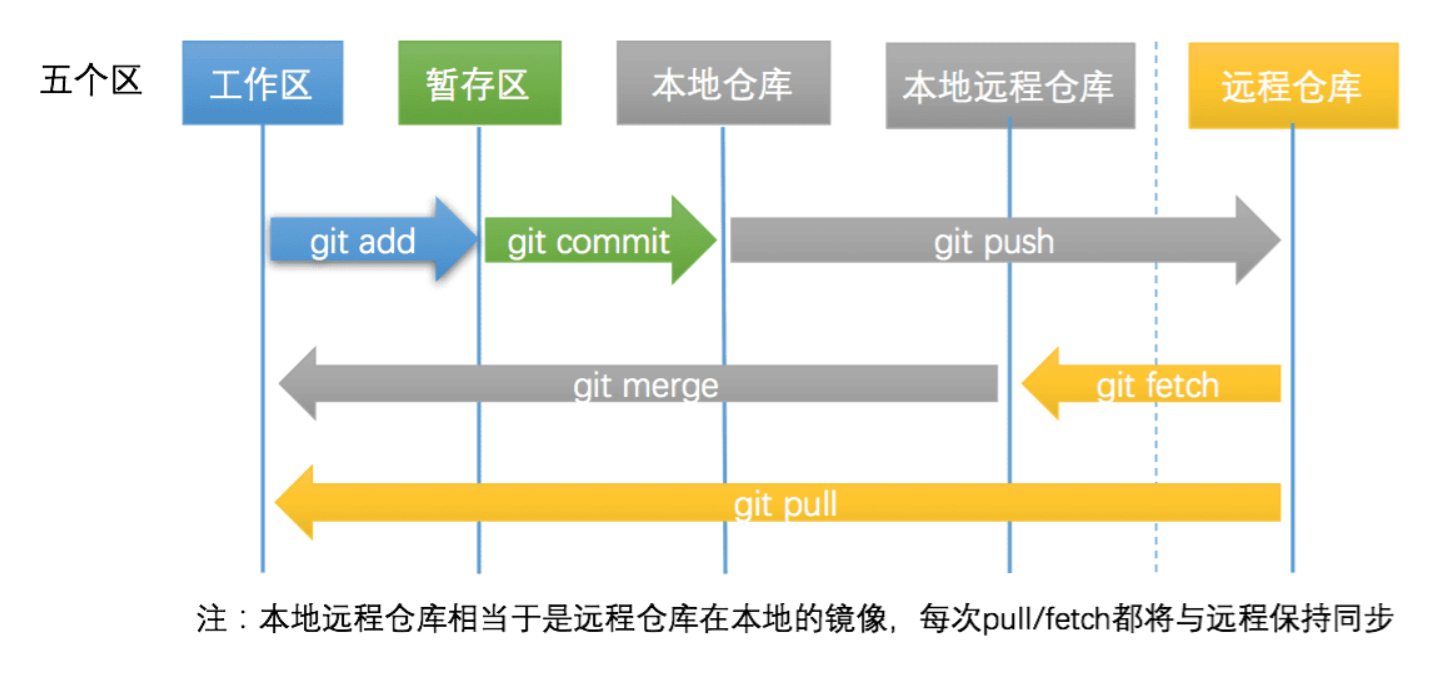 五个区
工作区
暂存区
本地仓库
本地远程仓库
远程仓库
git add
git commit
git push
git merge
git fetch
git pull
注：本地远程仓库相当于是远程仓库在本地的镜像，每次pull/fetch都将与远程保持同步